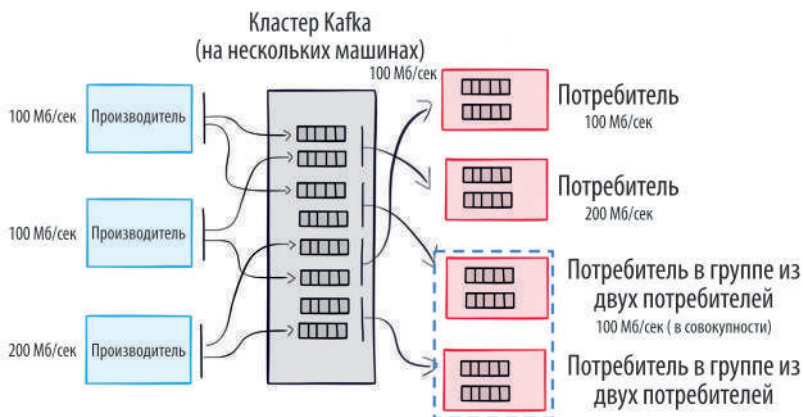 Кластер Kafka
(на нескольких машинах)
100 Мб/сек
Потребитель
100 Мб/сек
100 Мб/сек
Производитель
Потребитель
200 Мб/сек
100 Мб/сек
Производитель
Потребитель в группе из
двух потребителей
100 Мб/сек ( в совокупности)
200 Мб/сек
Производитель
Потребитель в группе из
двух потребителей